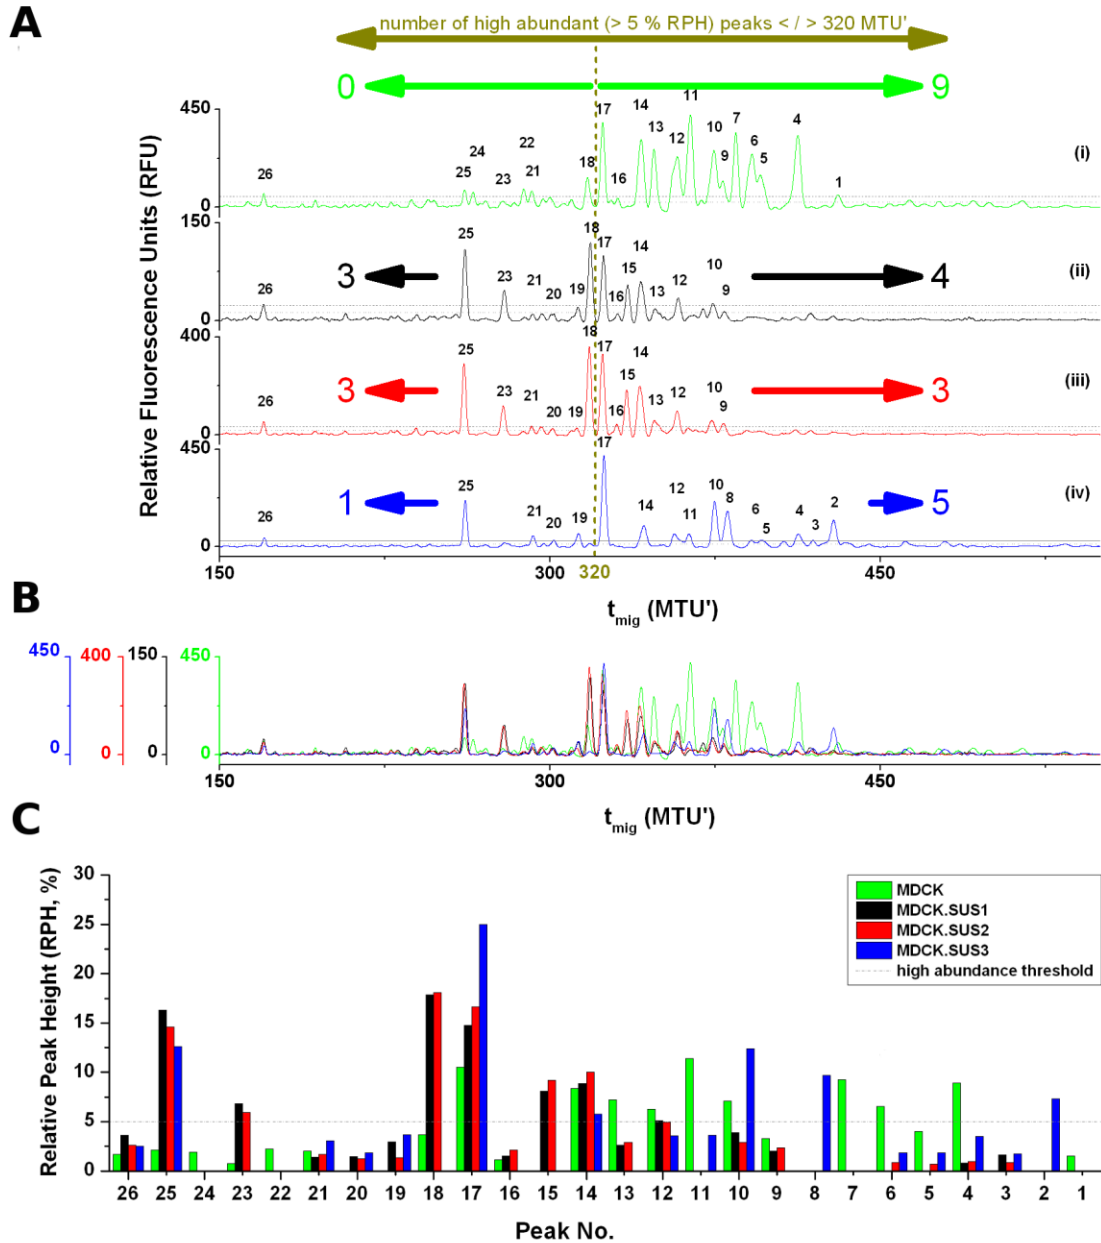 A
number of high abundant (> 5 % RPH) peaks < / > 320 MTU'
0 9
Relative Fluorescence Units (RFU)
450
0
26 25 24 23 22 21 18 17 16 14 13 12 11 10 9 7 6 5 4 1
(i)
150
0
3 4
26 25 23 21 20 19 18 17 16 15 14 13 12 10 9
(ii)
400
0
3 3
26 25 23 21 20 19 18 17 16 15 14 13 12 10 9
(iii)
450
0
1 5
26 25 21 20 19 17 14 12 11 10 8 6 5 4 3 2
(iv)
150 300 320 450
tmig (MTU')
B
450 400 150 450
0 0 0 0
150 300 450
tmig (MTU')
C
Relative Peak Height (RPH, %)
30
25
20
15
10
5
0
MDCK
MDCK.SUS1
MDCK.SUS2
MDCK.SUS3
high abundance threshold
26 25 24 23 22 21 20 19 18 17 16 15 14 13 12 11 10 9 8 7 6 5 4 3 2 1
Peak No.